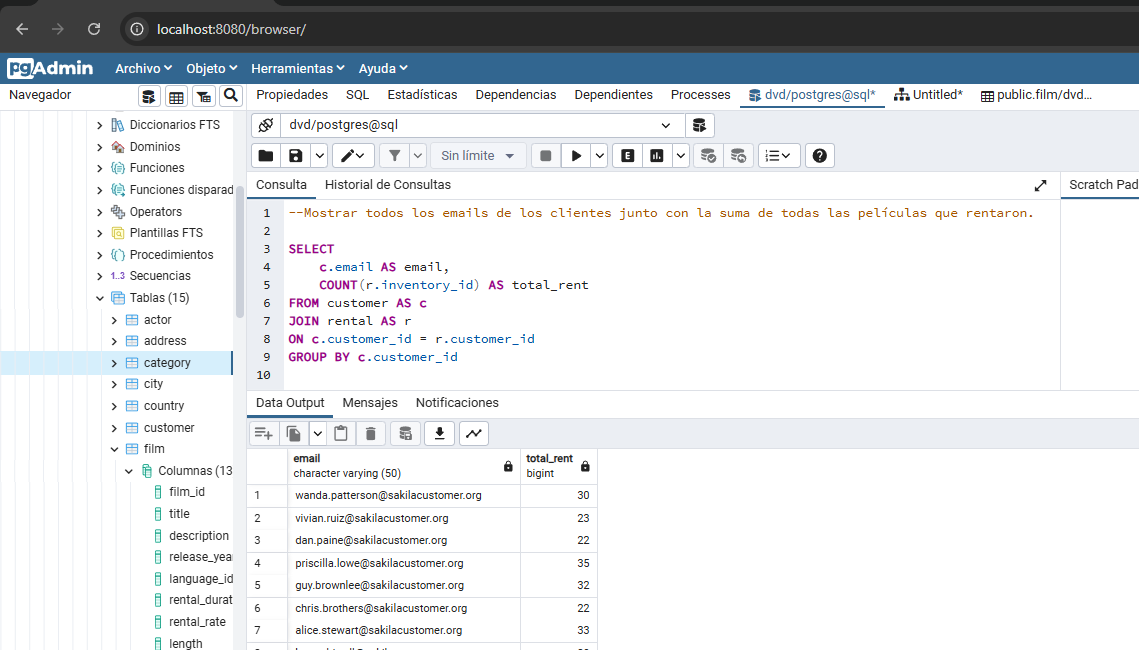 localhost:8080/browser/
pgAdmin Archivo Objeto Herramientas Ayuda
Navegador Propiedades SQL Estadísticas Dependencias Dependientes Processes dvd/postgres@sql* Untitled* public.film/dvd...
Diccionarios FTS
Dominios
Funciones
Funciones disparad
Operators
Plantillas FTS
Procedimientos
1..3 Secuencias
Tablas (15)
actor
address
category
city
country
customer
film
Columnas (13
film_id
title
description
release_yea
language_id
rental_durat
rental_rate
length
dvd/postgres@sql
Sin límite E
Consulta Historial de Consultas Scratch Pad
1 --Mostrar todos los emails de los clientes junto con la suma de todas las películas que rentaron.
2
3 SELECT
4 c.email AS email,
5 COUNT(r.inventory_id) AS total_rent
6 FROM customer AS c
7 JOIN rental AS r
8 ON c.customer_id = r.customer_id
9 GROUP BY c.customer_id
10
Data Output Mensajes Notificaciones
email total_rent
character varying (50) bigint
1 wanda.patterson@sakilacustomer.org 30
2 vivian.ruiz@sakilacustomer.org 23
3 dan.paine@sakilacustomer.org 22
4 priscilla.lowe@sakilacustomer.org 35
5 guy.brownlee@sakilacustomer.org 32
6 chris.brothers@sakilacustomer.org 22
7 alice.stewart@sakilacustomer.org 33